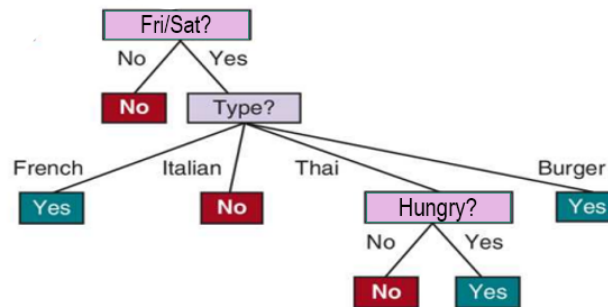 Fri/Sat?
No Yes
No Type?
French Italian Thai Burger
Yes No Hungry? Yes
No Yes
No Yes